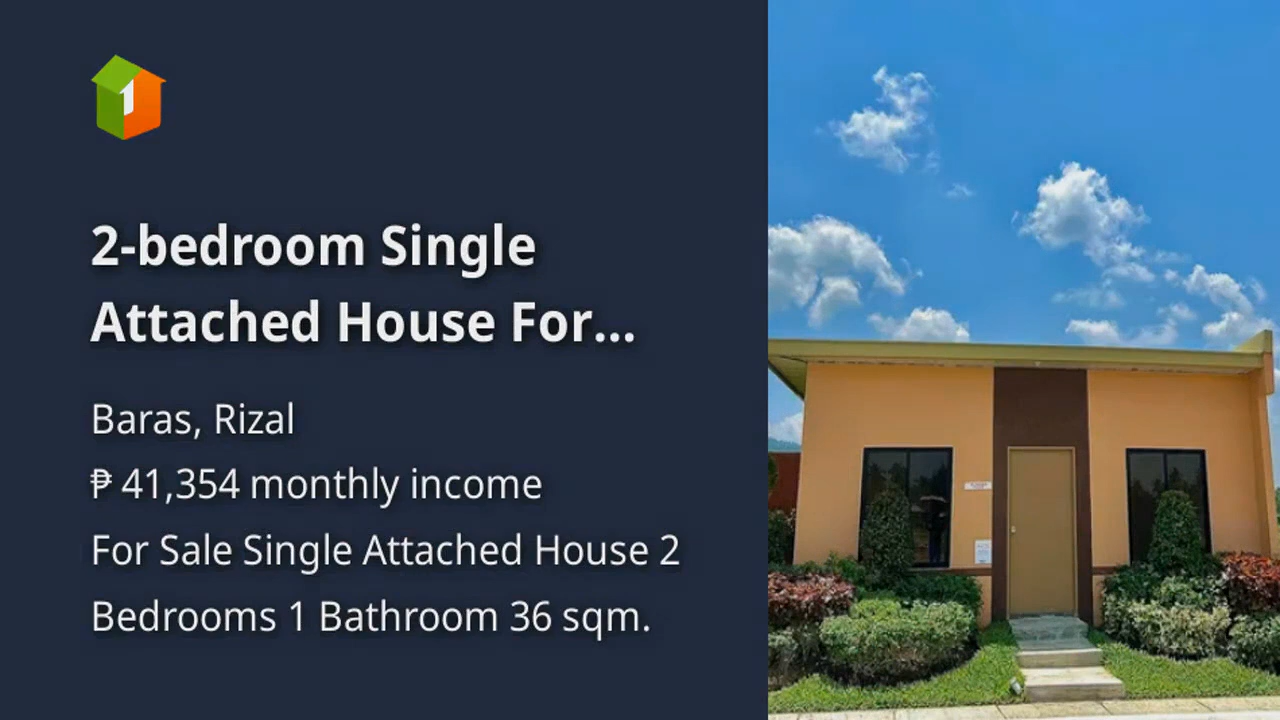 2-bedroom Single
Attached House For...
Baras, Rizal
₱ 41,354 monthly income
For Sale Single Attached House 2
Bedrooms 1 Bathroom 36 sqm.